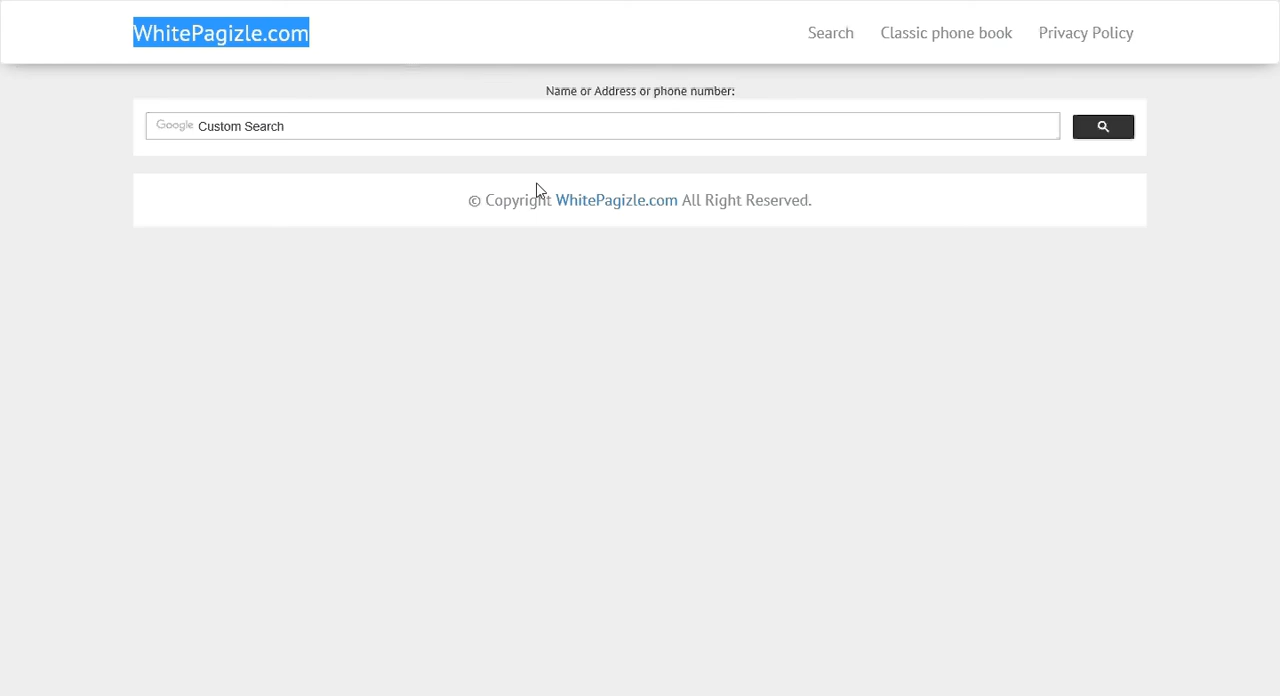 WhitePagizle.com
Search Classic phone book Privacy Policy
Name or Address or phone number:
Google Custom Search
© Copyright WhitePagizle.com All Right Reserved.